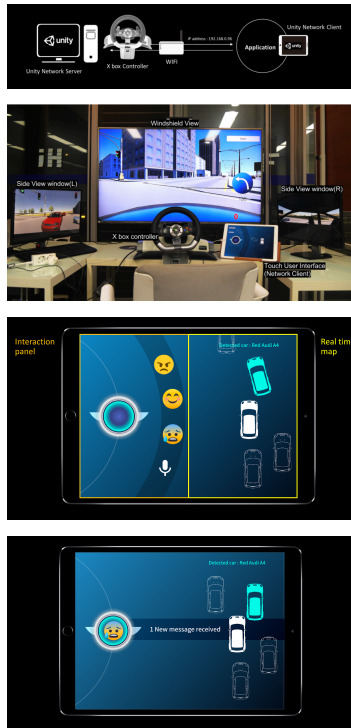 Unity Network Client
unity
IP address : 192.168.0.96
Application
unity
X box Controller
WIFI
Unity Network Server
Windshield View
Side View window(L)
Side View window(R)
X box controller
Touch User Interface
(Network Client)
Interaction
panel
Detected car : Red Audi A4
Real tim
map
Detected car : Red Audi A4
1 New message received